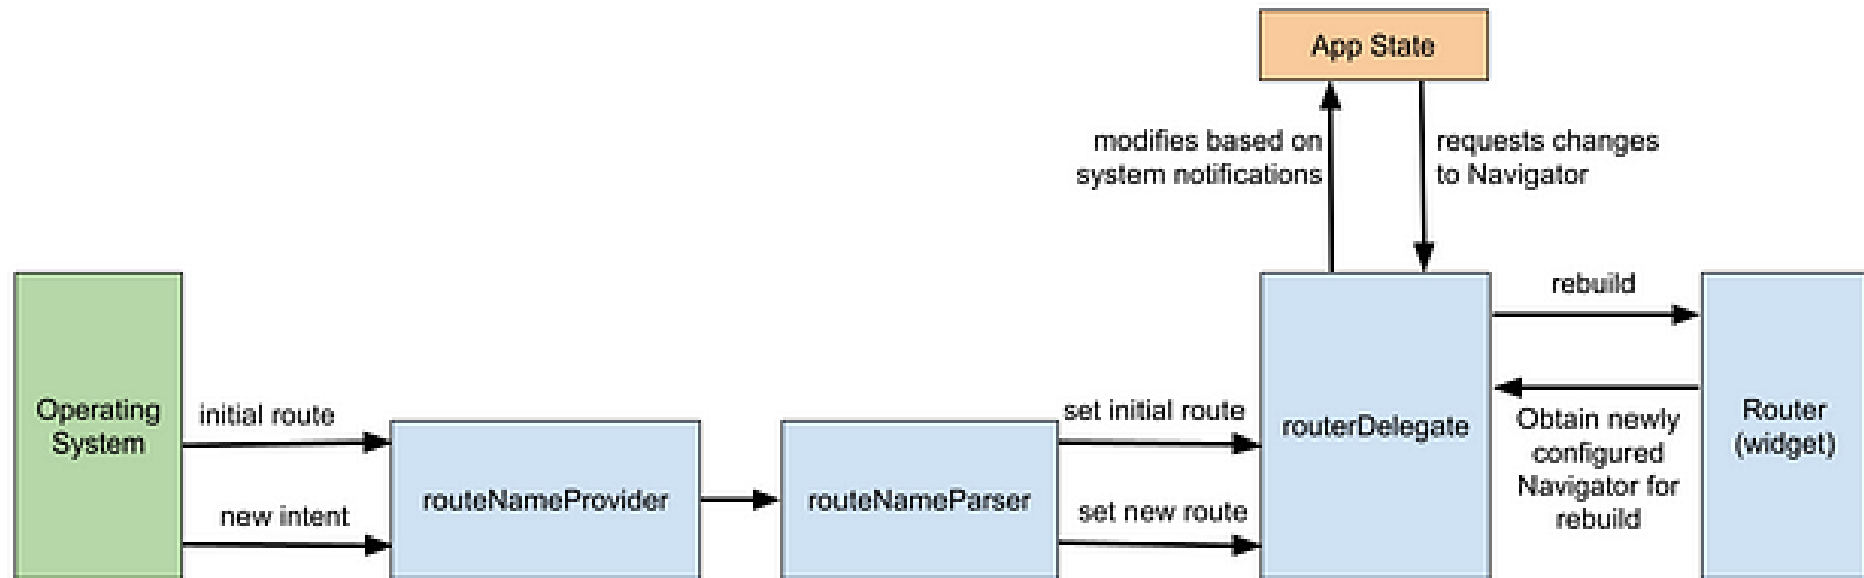 App State
modifies based on
system notifications
requests changes
to Navigator
rebuild
Operating
System
initial route
new intent
routeNameProvider
routeNameParser
set initial route
set new route
routerDelegate
Obtain newly
configured
Navigator for
rebuild
Router
(widget)